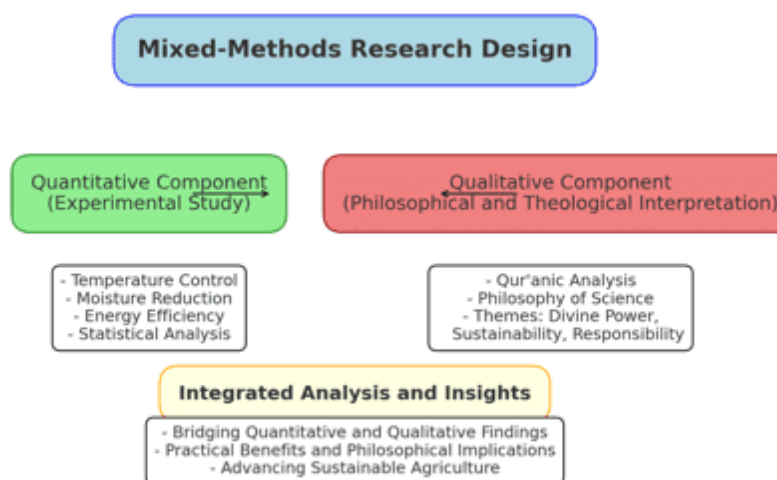 Mixed-Methods Research Design
Quantitative Component
(Experimental Study)
Qualitative Component
(Philosophical and Theological Interpretation)
- Temperature Control
- Moisture Reduction
- Energy Efficiency
- Statistical Analysis
- Qur'anic Analysis
- Philosophy of Science
- Themes: Divine Power,
Sustainability, Responsibility
Integrated Analysis and Insights
- Bridging Quantitative and Qualitative Findings
- Practical Benefits and Philosophical Implications
- Advancing Sustainable Agriculture